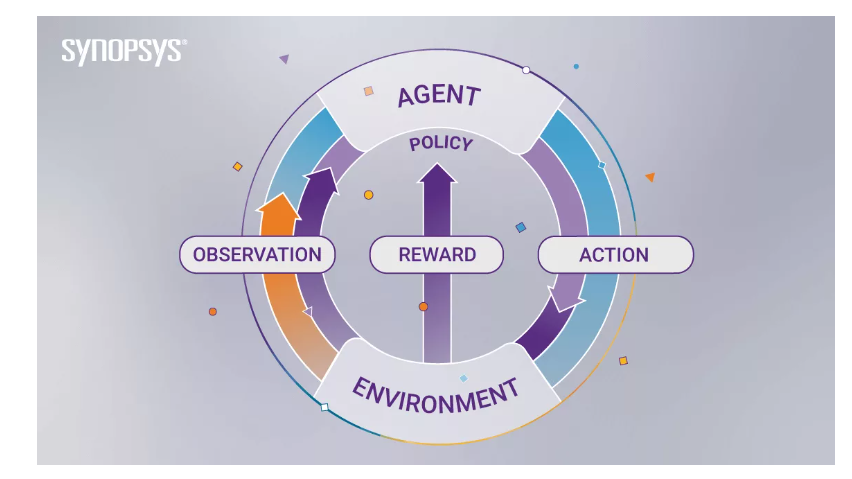 SYNOPSYS®
AGENT
POLICY
OBSERVATION
REWARD
ACTION
ENVIRONMENT